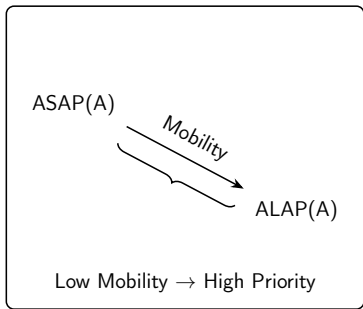 ASAP(A)
Mobility
ALAP(A)
Low Mobility → High Priority